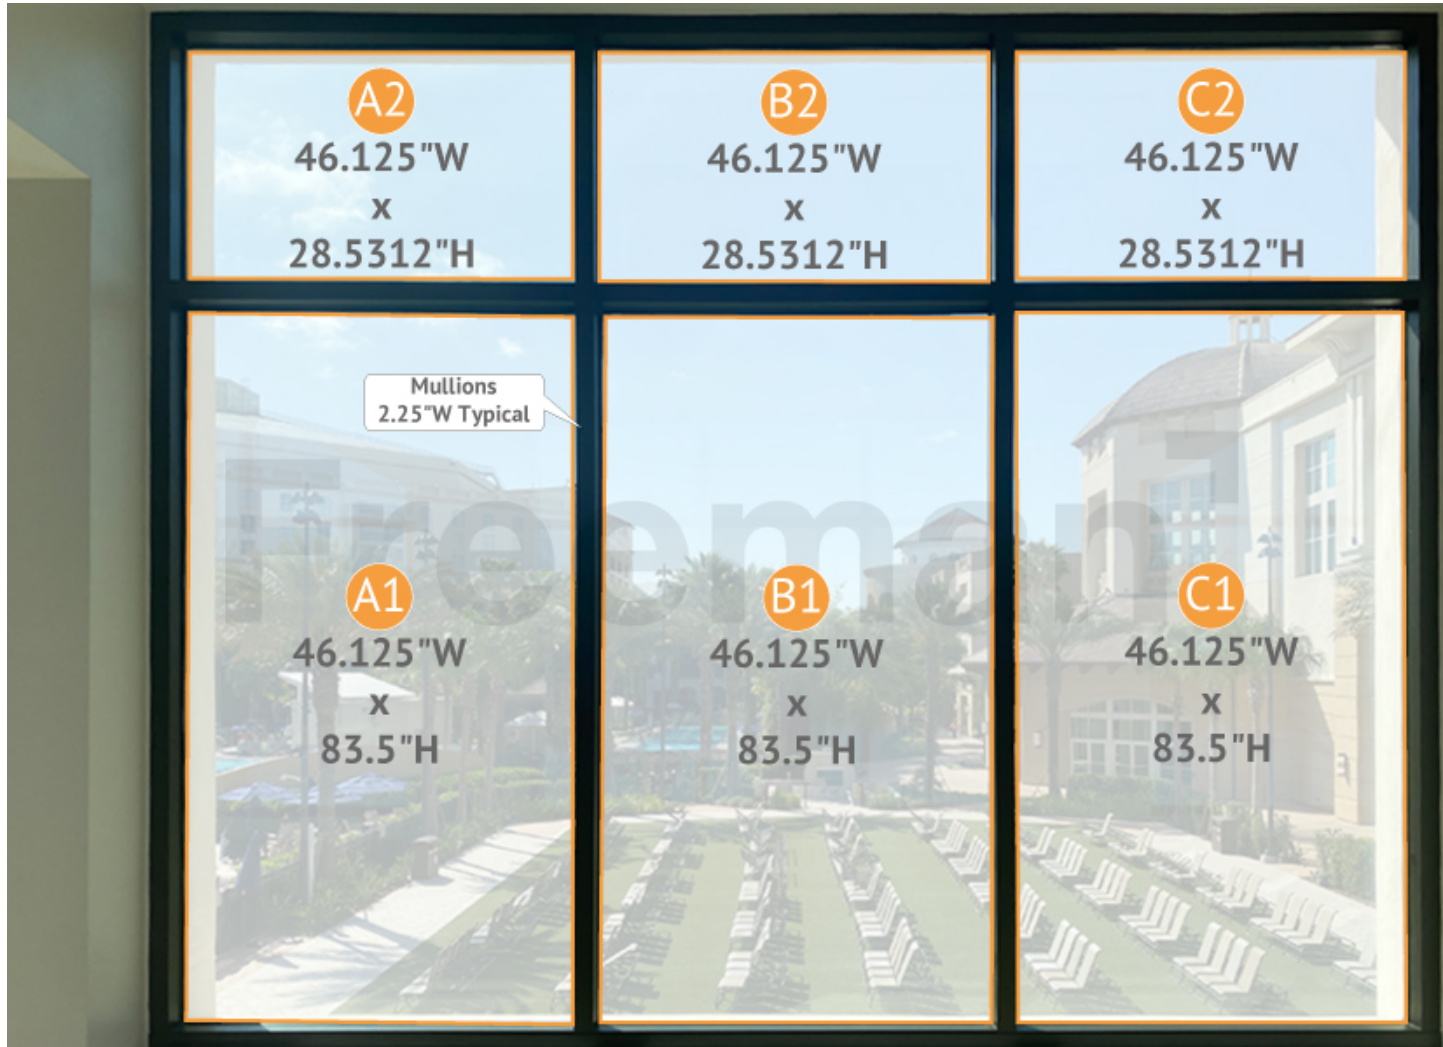 A2
46.125"W
x
28.5312"H
B2
46.125"W
x
28.5312"H
C2
46.125"W
x
28.5312"H
Mullions
2.25"W Typical
Freeman
A1
46.125"W
x
83.5"H
B1
46.125"W
x
83.5"H
C1
46.125"W
x
83.5"H